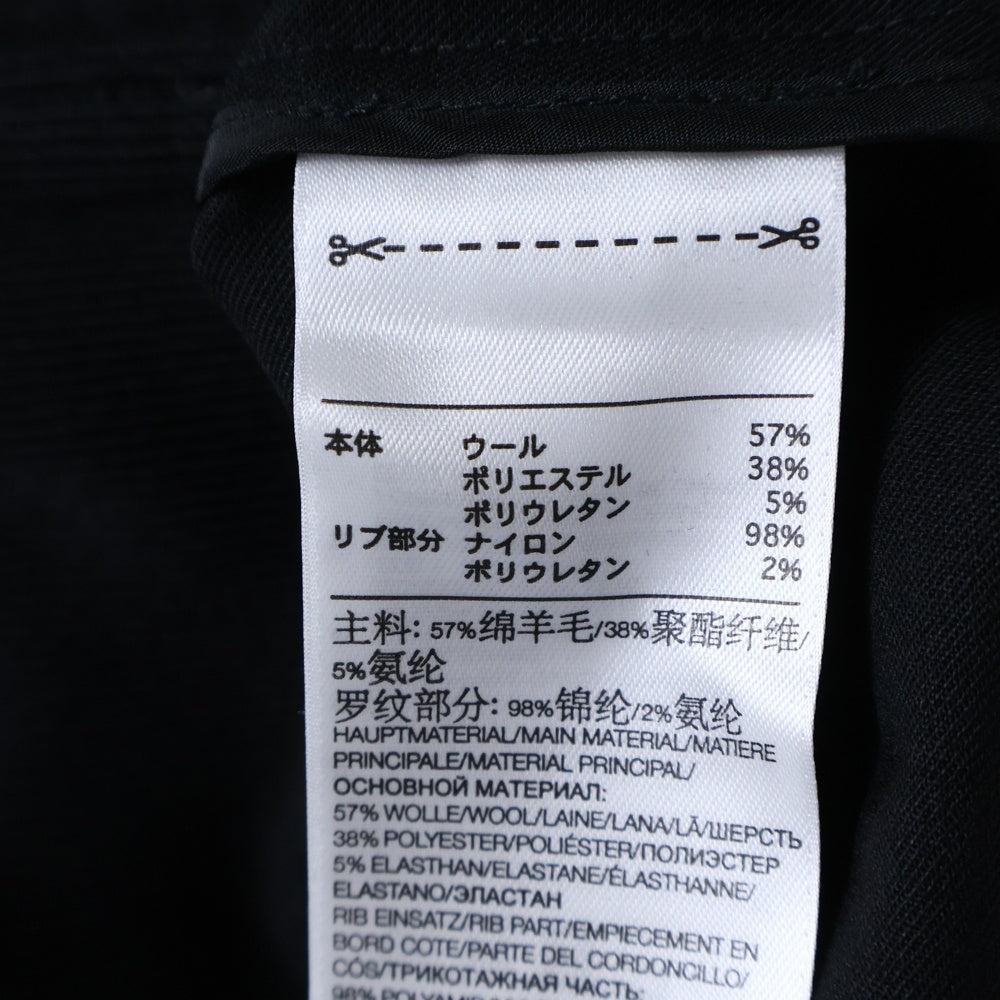 本体 ウール 57%
ポリエステル 38%
ポリウレタン 5%
リブ部分 ナイロン 98%
ポリウレタン 2%
主料: 57%绵羊毛/38%聚酯纤维/
5%氨纶
罗纹部分: 98%锦纶/2%氨纶
HAUPTMATERIAL/MAIN MATERIAL/MATIERE
PRINCIPALE/MATERIAL PRINCIPAL/
ОСНОВНОЙ МАТЕРИАЛ:
57% WOLLE/WOOL/LAINE/LANA/LÃ/ШЕРСТЬ
38% POLYESTER/POLIÉSTER/ПОЛИЭСТЕР
5% ELASTHAN/ELASTANE/ÉLASTHANNE/
ELASTANO/ЭЛАСТАН
RIB EINSATZ/RIB PART/EMPIECEMENT EN
BORD COTE/PARTE DEL CORDONCILLO/
CÓS/ТРИКОТАЖНАЯ ЧАСТЬ:
98%